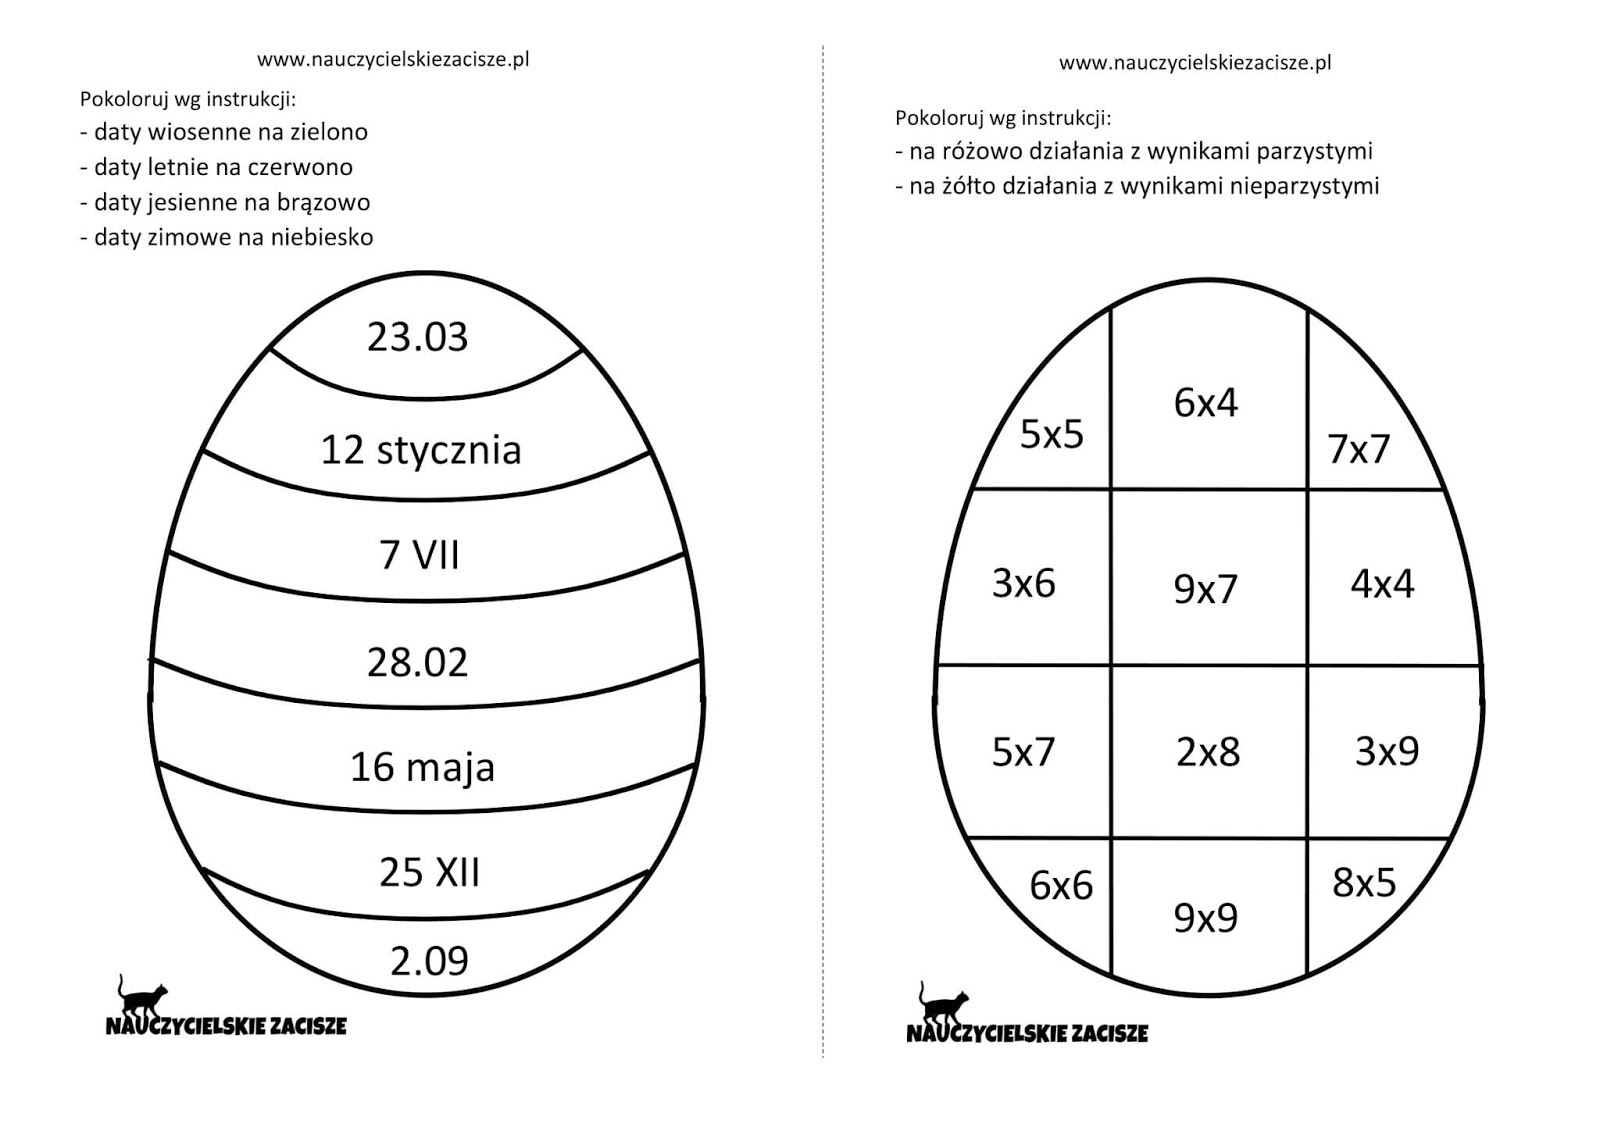 www.nauczycielskiezacisze.pl
Pokoloruj wg instrukcji:
- daty wiosenne na zielono
- daty letnie na czerwono
- daty jesienne na brązowo
- daty zimowe na niebiesko
23.03
12 stycznia
7 VII
28.02
16 maja
25 XII
2.09
NAUCZYCIELSKIE ZACISZE
www.nauczycielskiezacisze.pl
Pokoloruj wg instrukcji:
- na różowo działania z wynikami parzystymi
- na żółto działania z wynikami nieparzystymi
5x5 6x4 7x7
3x6 9x7 4x4
5x7 2x8 3x9
6x6 9x9 8x5
NAUCZYCIELSKIE ZACISZE